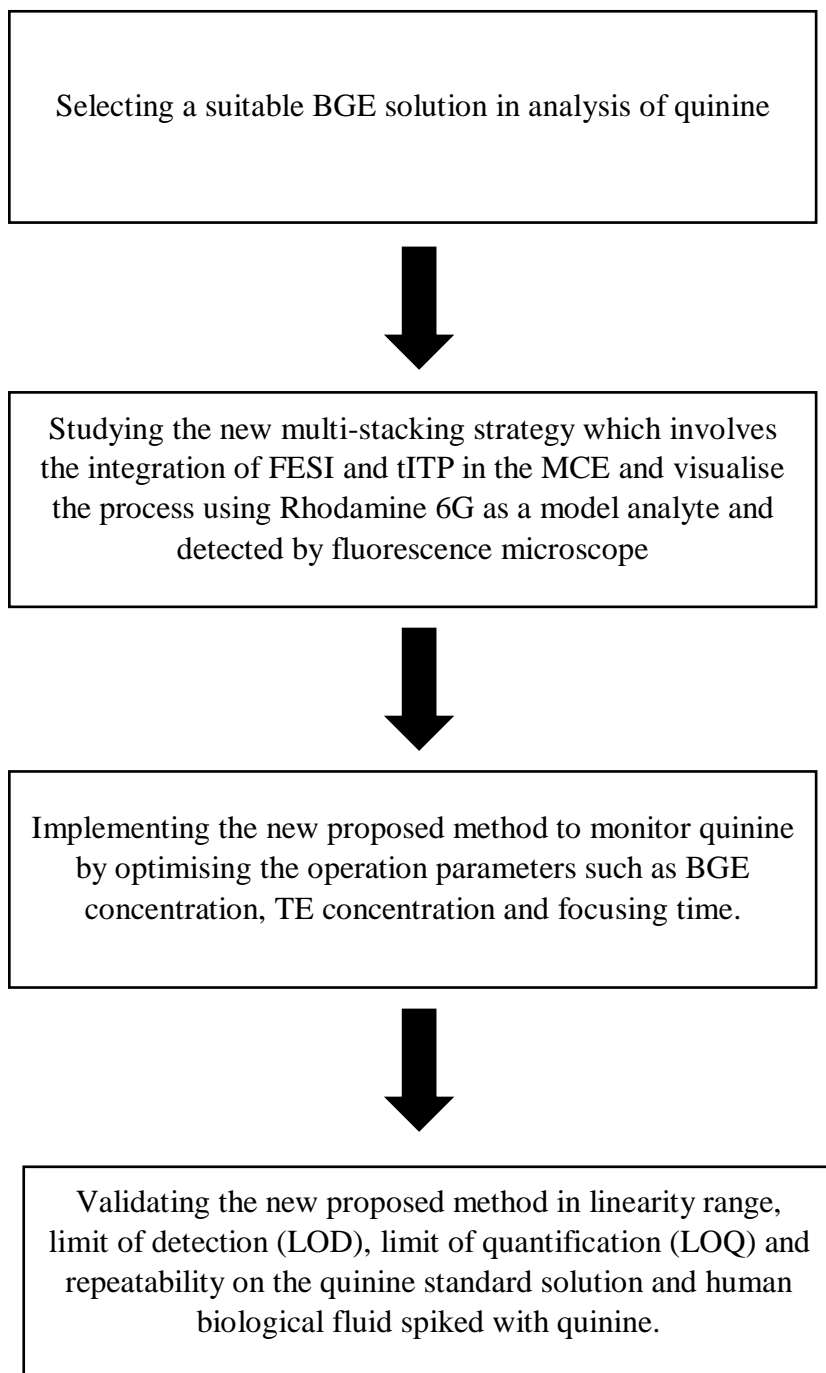 Selecting a suitable BGE solution in analysis of quinine
Studying the new multi-stacking strategy which involves
the integration of FESI and tITP in the MCE and visualise
the process using Rhodamine 6G as a model analyte and
detected by fluorescence microscope
Implementing the new proposed method to monitor quinine
by optimising the operation parameters such as BGE
concentration, TE concentration and focusing time.
Validating the new proposed method in linearity range,
limit of detection (LOD), limit of quantification (LOQ) and
repeatability on the quinine standard solution and human
biological fluid spiked with quinine.